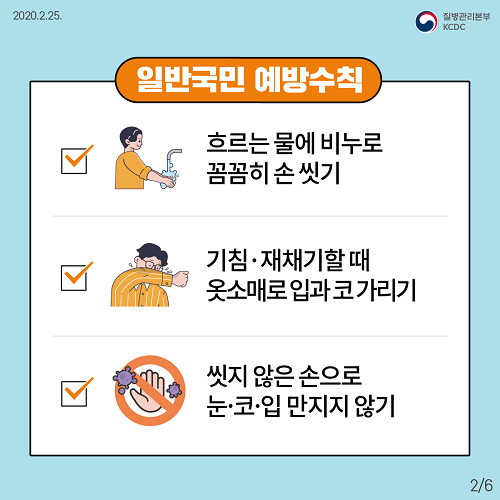 2020.2.25.
질병관리본부
KCDC
일반국민 예방수칙
흐르는 물에 비누로
꼼꼼히 손 씻기
기침·재채기할 때
옷소매로 입과 코 가리기
씻지 않은 손으로
눈·코·입 만지지 않기
2/6